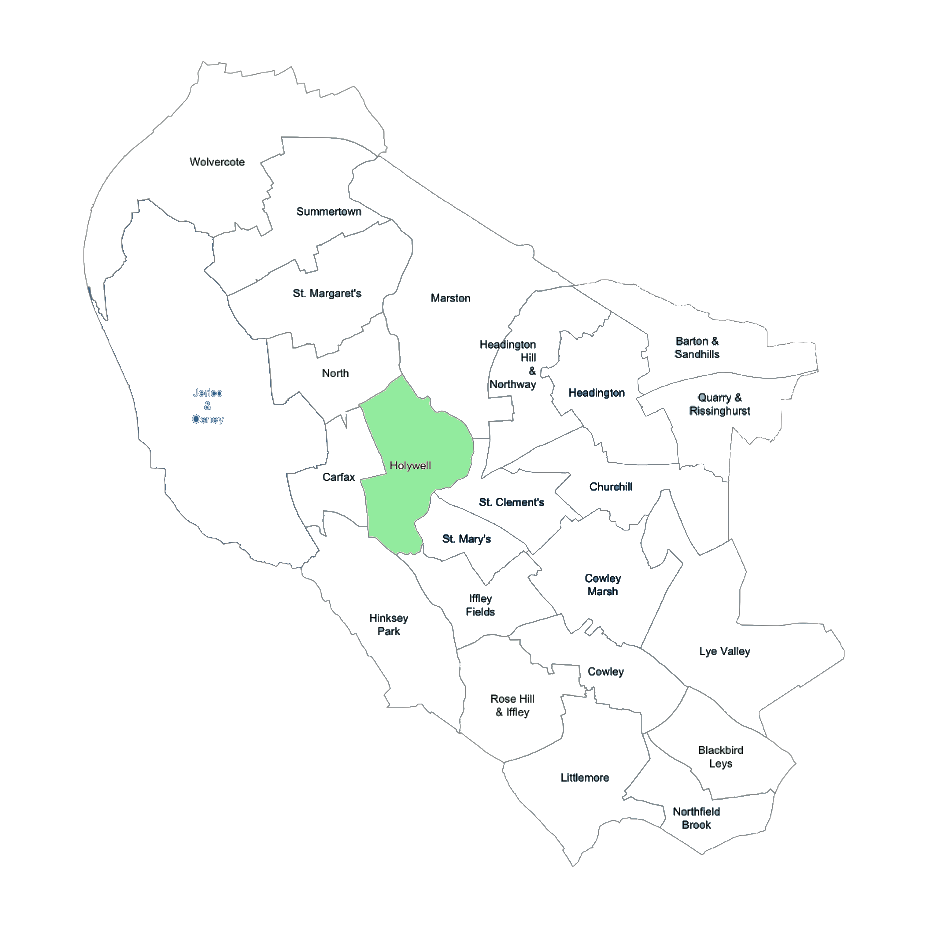 Wolvercote
Summertown
St. Margaret's
Marston
Headington
Hill
&
Northway
Barton &
Sandhills
North
Headington
Quarry &
Rissinghurst
Jericho
&
Osney
Holywell
Carfax
Churchill
St. Clement's
St. Mary's
Cowley
Marsh
Iffley
Fields
Hinksey
Park
Lye Valley
Cowley
Rose Hill
& Iffley
Blackbird
Leys
Littlemore
Northfield
Brook